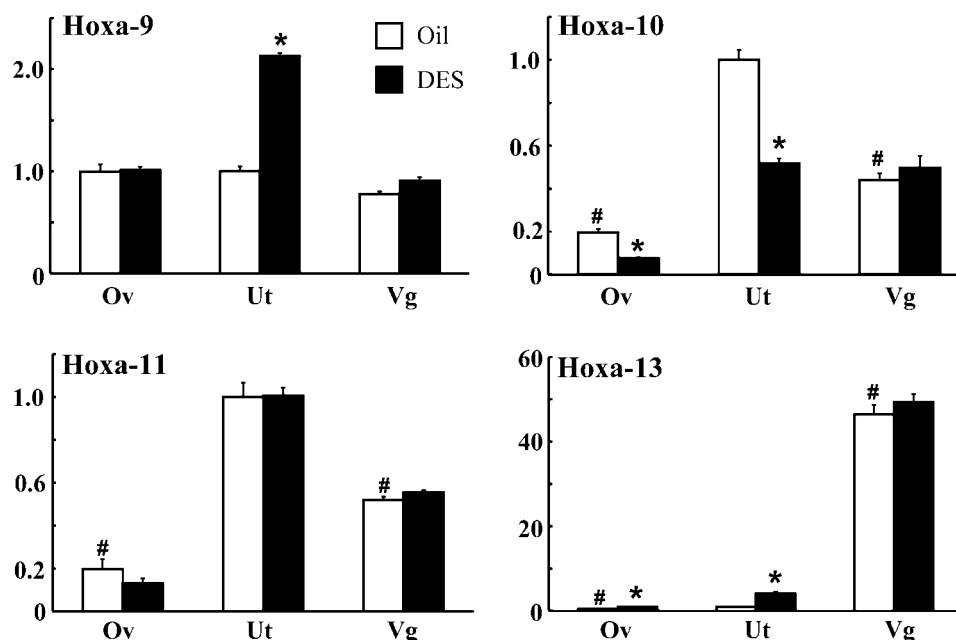 Hoxa-9
Oil
DES
2.0
1.0
0
*
Ov Ut Vg
Hoxa-10
1.0
0.6
0.2
0
#
*
*
#
Ov Ut Vg
Hoxa-11
1.0
0.6
0.2
0
#
#
Ov Ut Vg
Hoxa-13
60
40
20
0
#
*
*
#
Ov Ut Vg